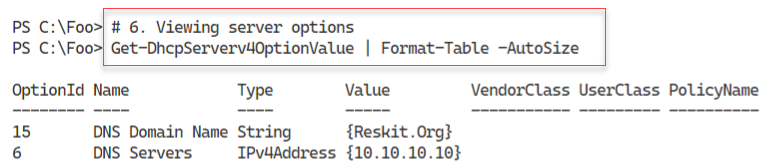 PS C:\Foo> # 6. Viewing server options
PS C:\Foo> Get-DhcpServerv4OptionValue | Format-Table -AutoSize
OptionId Name            Type        Value         VendorClass UserClass PolicyName
-------- ----            ----        -----         ----------- --------- ----------
15       DNS Domain Name String      {Reskit.Org}
6        DNS Servers     IPv4Address {10.10.10.10}